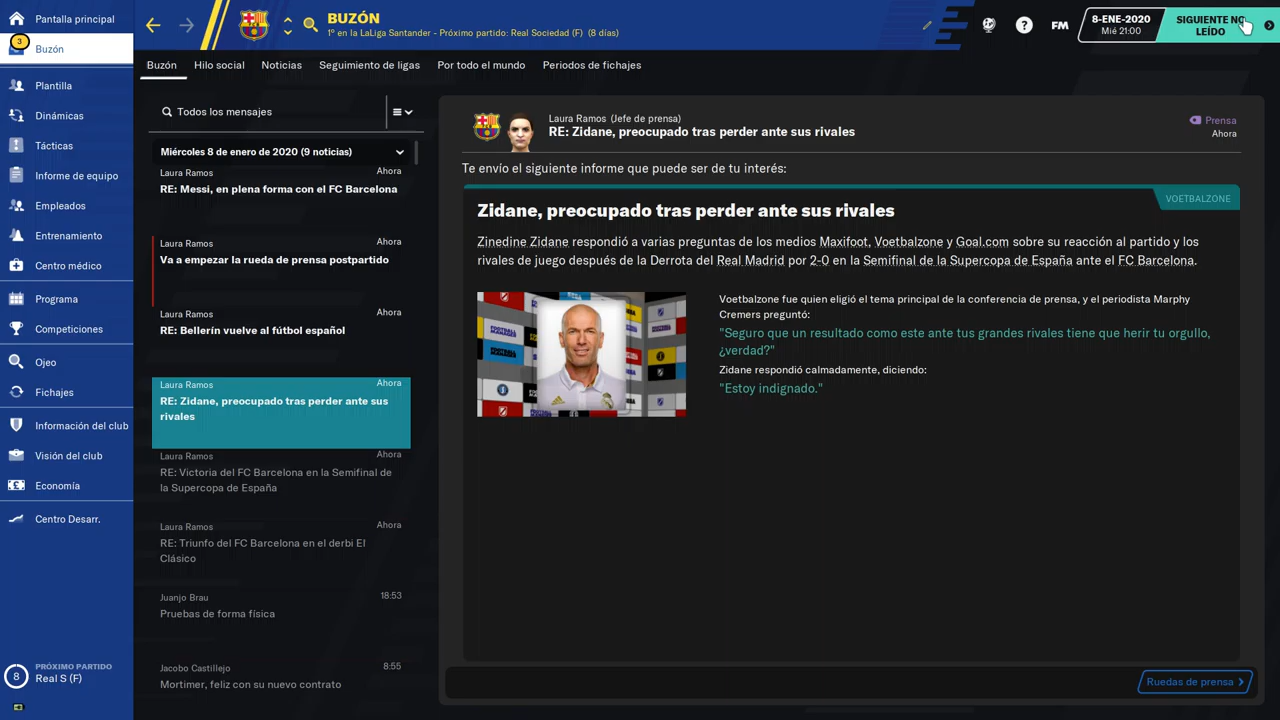 Pantalla principal
3
Buzón
Plantilla
Dinámicas
Tácticas
Informe de equipo
Empleados
Entrenamiento
Centro médico
Programa
Competiciones
Ojeo
Fichajes
Información del club
Visión del club
Economía
Centro Desarr.
8
PRÓXIMO PARTIDO
Real S (F)
BUZÓN
1º en la LaLiga Santander - Próximo partido: Real Sociedad (F) (8 días)
?
FM
8-ENE-2020
Mié 21:00
SIGUIENTE NO
LEÍDO
Buzón
Hilo social
Noticias
Seguimiento de ligas
Por todo el mundo
Periodos de fichajes
Todos los mensajes
Miércoles 8 de enero de 2020 (9 noticias)
Laura Ramos Ahora
RE: Messi, en plena forma con el FC Barcelona
Laura Ramos Ahora
Va a empezar la rueda de prensa postpartido
Laura Ramos Ahora
RE: Bellerín vuelve al fútbol español
Laura Ramos Ahora
RE: Zidane, preocupado tras perder ante sus
rivales
Laura Ramos Ahora
RE: Victoria del FC Barcelona en la Semifinal de
la Supercopa de España
Laura Ramos Ahora
RE: Triunfo del FC Barcelona en el derbi El
Clásico
Juanjo Brau 18:53
Pruebas de forma física
Jacobo Castillejo 8:55
Mortimer, feliz con su nuevo contrato
Laura Ramos (Jefe de prensa)
RE: Zidane, preocupado tras perder ante sus rivales
Prensa
Ahora
Te envío el siguiente informe que puede ser de tu interés:
VOETBALZONE
Zidane, preocupado tras perder ante sus rivales
Zinedine Zidane respondió a varias preguntas de los medios Maxifoot, Voetbalzone y Goal.com sobre su reacción al partido y los
rivales de juego después de la Derrota del Real Madrid por 2-0 en la Semifinal de la Supercopa de España ante el FC Barcelona.
Voetbalzone fue quien eligió el tema principal de la conferencia de prensa, y el periodista Marphy
Cremers preguntó:
"Seguro que un resultado como este ante tus grandes rivales tiene que herir tu orgullo,
¿verdad?"
Zidane respondió calmadamente, diciendo:
"Estoy indignado."
Ruedas de prensa